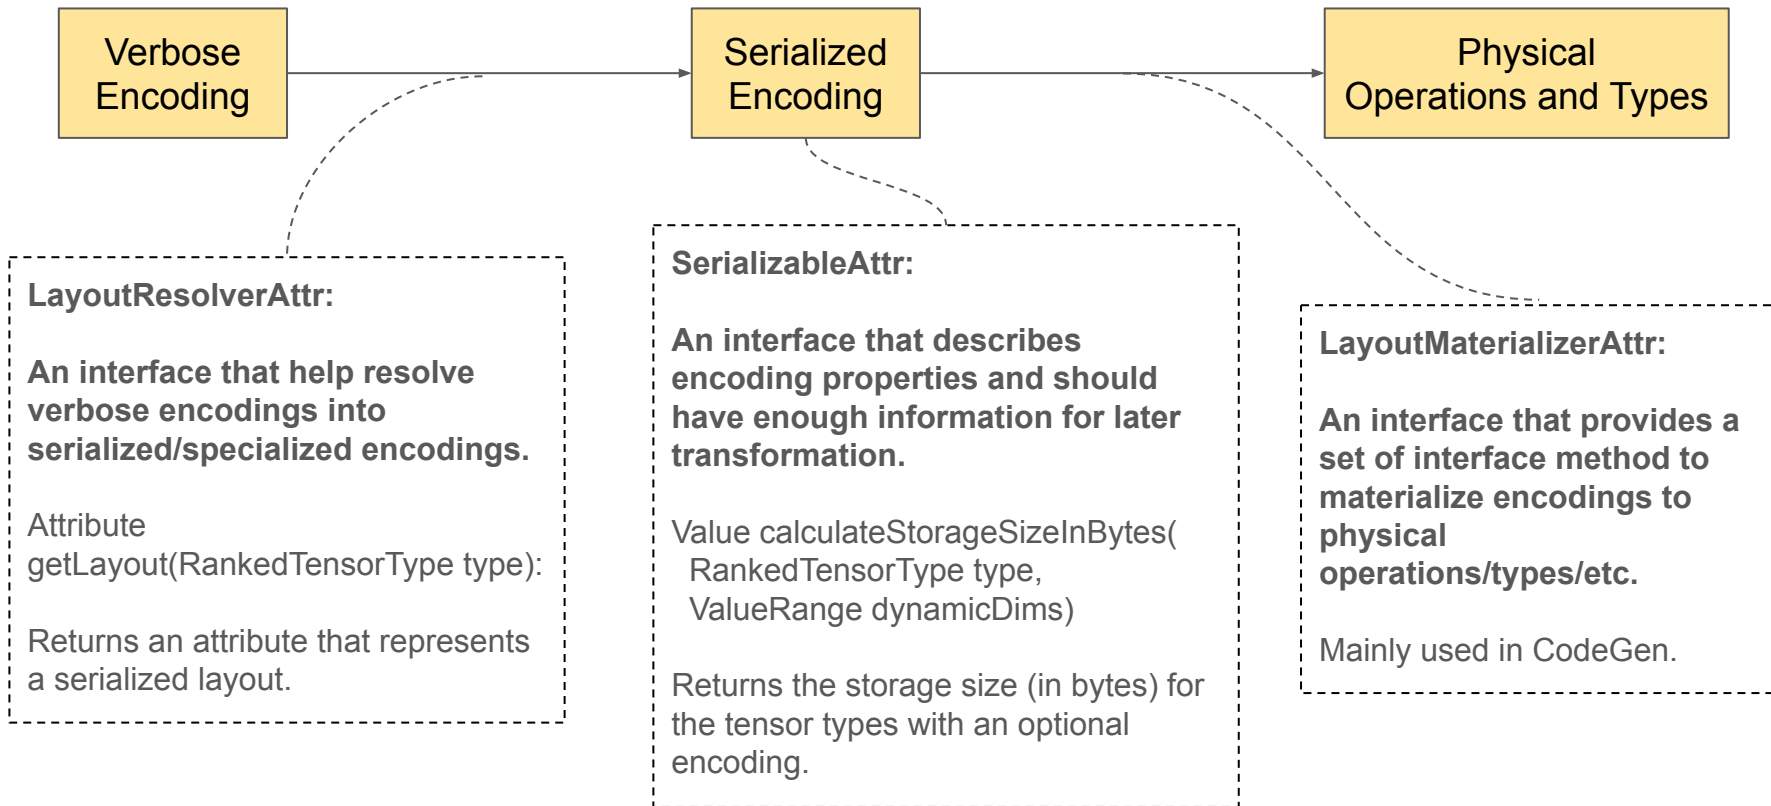 Verbose
Encoding
Serialized
Encoding
Physical
Operations and Types
LayoutResolverAttr:
An interface that help resolve
verbose encodings into
serialized/specialized encodings.
Attribute
getLayout(RankedTensorType type):
Returns an attribute that represents
a serialized layout.
SerializableAttr:
An interface that describes
encoding properties and should
have enough information for later
transformation.
Value calculateStorageSizeInBytes(
RankedTensorType type,
ValueRange dynamicDims)
Returns the storage size (in bytes) for
the tensor types with an optional
encoding.
LayoutMaterializerAttr:
An interface that provides a
set of interface method to
materialize encodings to
physical
operations/types/etc.
Mainly used in CodeGen.